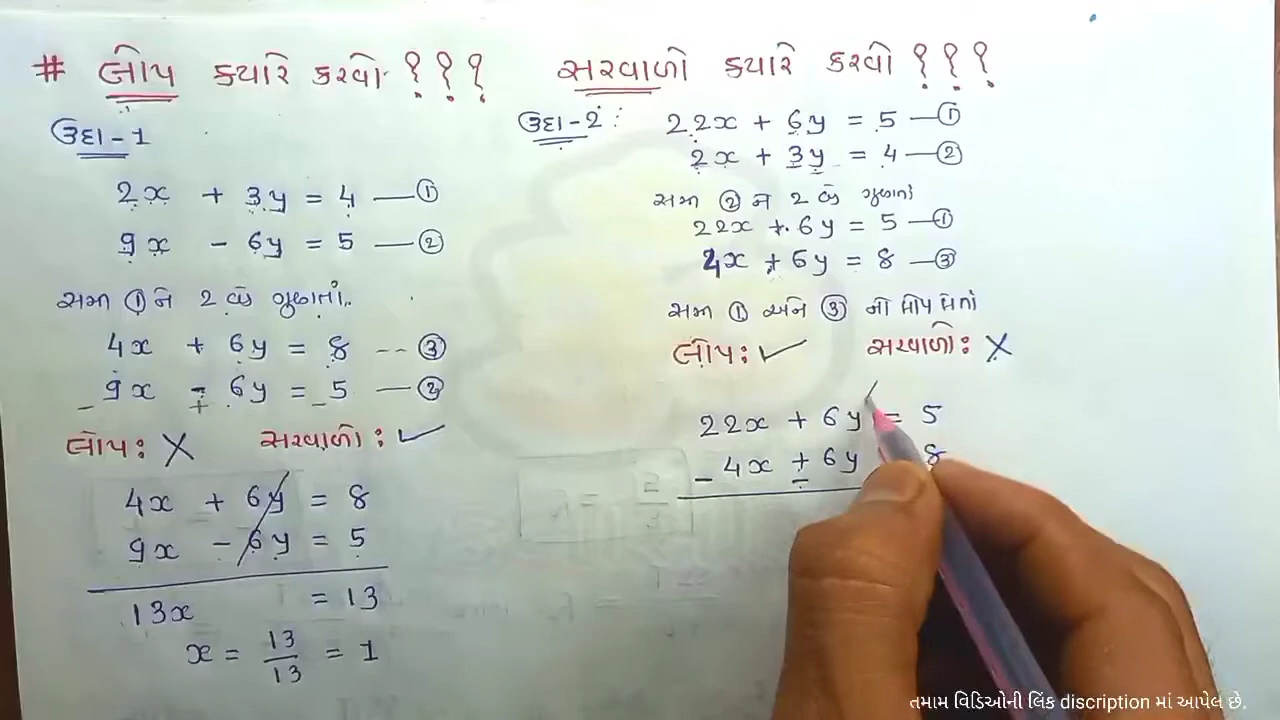 # લોપ ક્યારે કરવો ? ? ?
ઉદા-1
2x + 3y = 4 —①
9x - 6y = 5 —②
સમી ① ને 2 વડે ગુણતાં..
4x + 6y = 8 --③
9x - 6y = 5 —②
- + -
લોપ: X સરવાળો: ✓
4x + 6y = 8
9x - 6y = 5
13x = 13
x = 13/13 = 1
સરવાળો ક્યારે કરવો ? ? ?
ઉદા-2:
22x + 6y = 5 —①
2x + 3y = 4 —②
સમી ② ને 2 વડે ગુણતાં
22x + 6y = 5 —①
4x + 6y = 8 —③
સમી ① અને ③ નો લોપ લેતાં
લોપ: ✓ સરવાળો: X
22x + 6y = 5
4x + 6y 8
- -
તમામ વિડિઓની લિંક discription માં આપેલ છે.